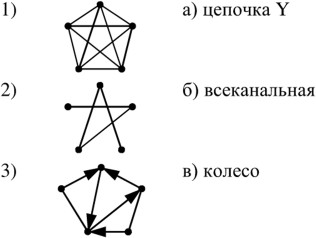 1) а) цепочка Y
2) б) всеканальная
3) в) колесо